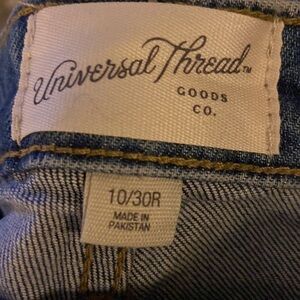 Universal Thread™
GOODS
CO.
10/30R
MADE IN
PAKISTAN